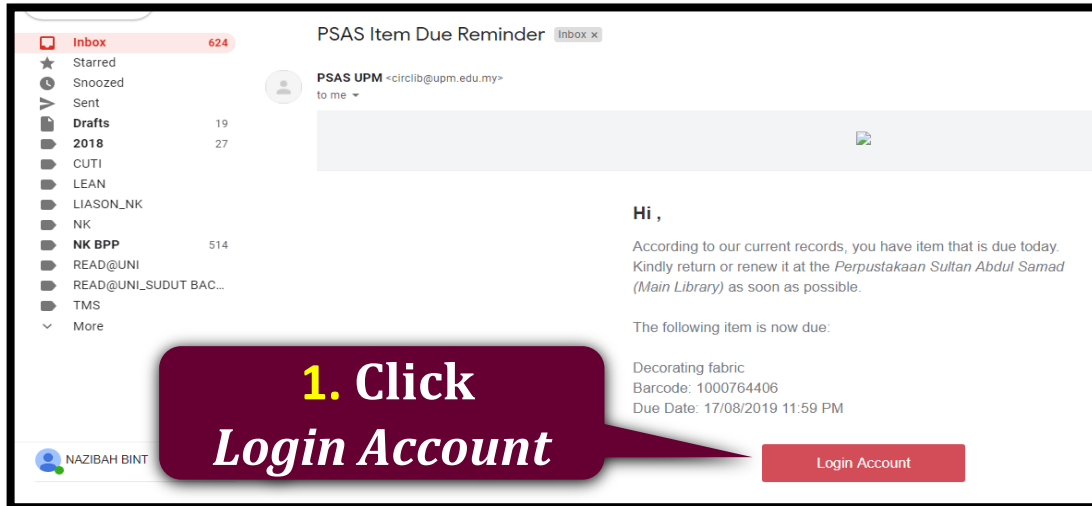 Inbox 624
Starred
Snoozed
Sent
Drafts 19
2018 27
CUTI
LEAN
LIASON_NK
NK
NK BPP 514
READ@UNI
READ@UNI_SUDUT BAC...
TMS
More
NAZIBAH BINT
PSAS Item Due Reminder Inbox x
PSAS UPM <circlib@upm.edu.my>
to me
Hi ,
According to our current records, you have item that is due today.
Kindly return or renew it at the Perpustakaan Sultan Abdul Samad
(Main Library) as soon as possible.
The following item is now due:
Decorating fabric
Barcode: 1000764406
Due Date: 17/08/2019 11:59 PM
Login Account
1. Click
Login Account